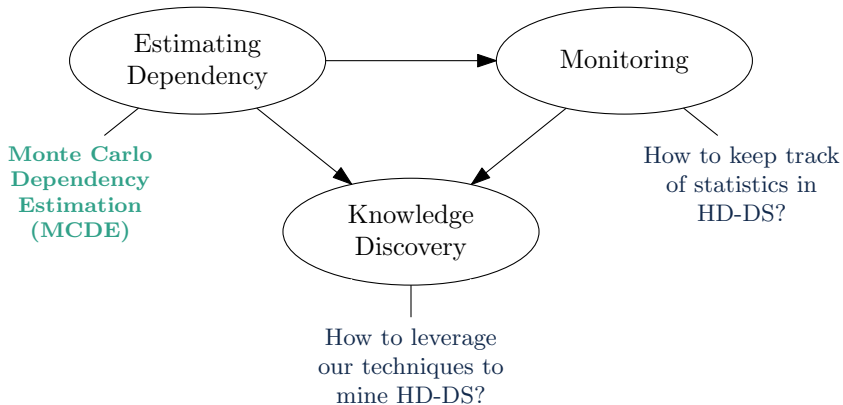 Estimating
Dependency
Monitoring
Monte Carlo
Dependency
Estimation
(MCDE)
How to keep track
of statistics in
HD-DS?
Knowledge
Discovery
How to leverage
our techniques to
mine HD-DS?